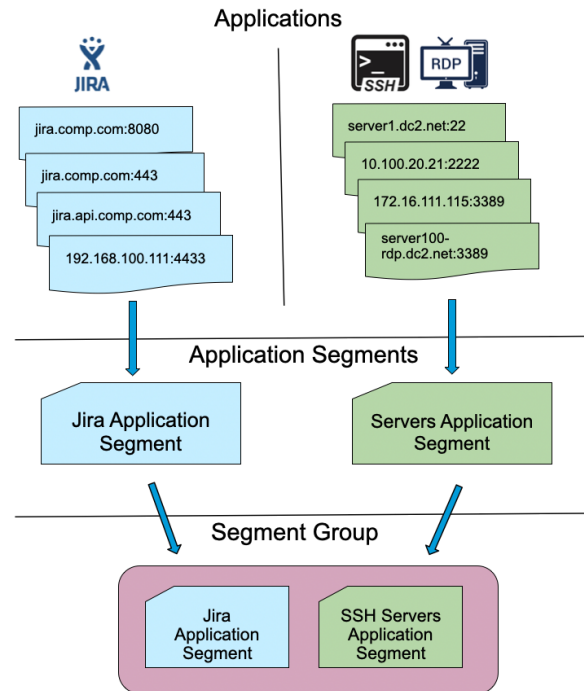 Applications
JIRA
>_
SSH
RDP
jira.comp.com:8080
jira.comp.com:443
jira.api.comp.com:443
192.168.100.111:4433
server1.dc2.net:22
10.100.20.21:2222
172.16.111.115:3389
server100-
rdp.dc2.net:3389
Application Segments
Jira Application
Segment
Servers Application
Segment
Segment Group
Jira
Application
Segment
SSH Servers
Application
Segment